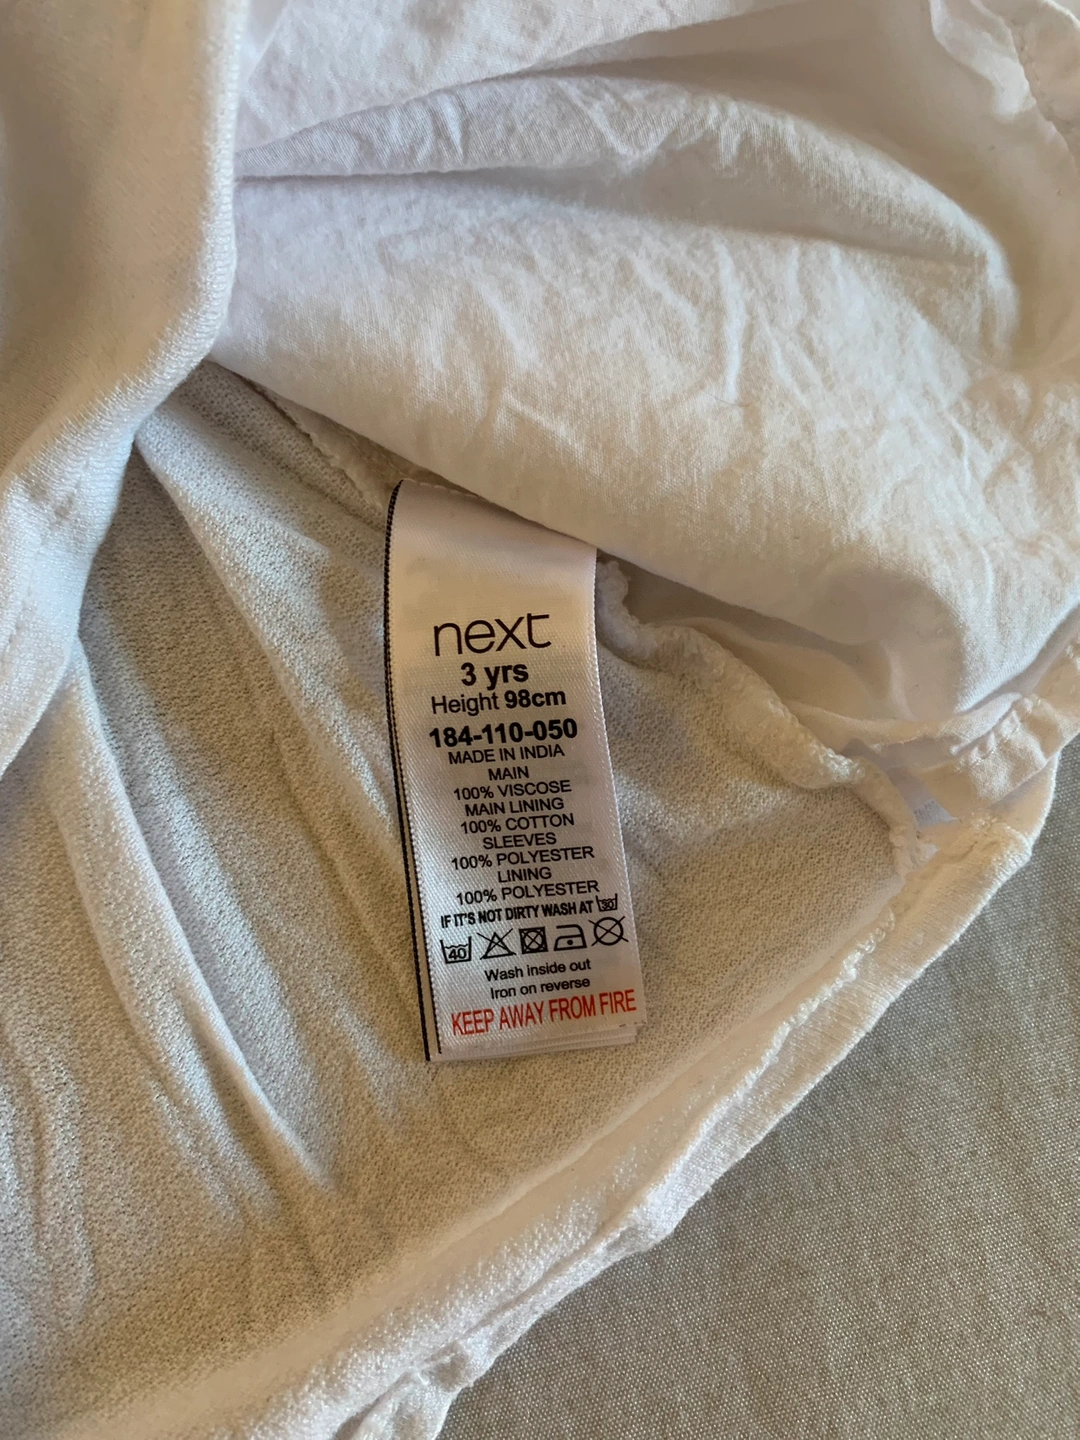 next
3 yrs
Height 98cm
184-110-050
MADE IN INDIA
MAIN
100% VISCOSE
MAIN LINING
100% COTTON
SLEEVES
100% POLYESTER
LINING
100% POLYESTER
IF IT'S NOT DIRTY WASH AT 30
40
Wash inside out
Iron on reverse
KEEP AWAY FROM FIRE